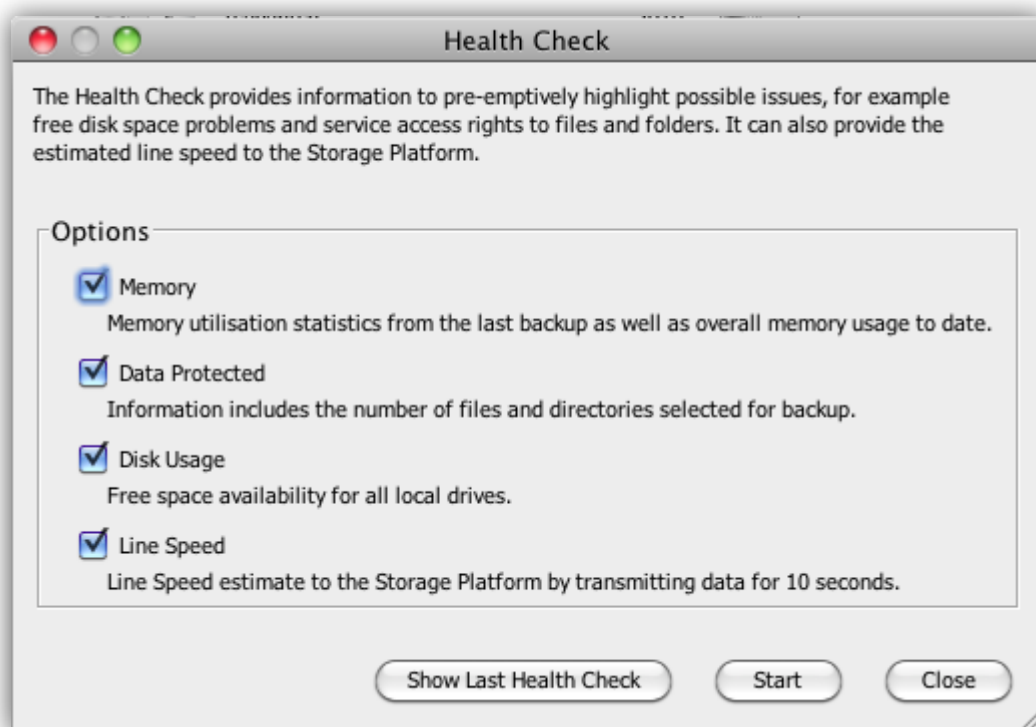 Health Check
The Health Check provides information to pre-emptively highlight possible issues, for example
free disk space problems and service access rights to files and folders. It can also provide the
estimated line speed to the Storage Platform.
Options
Memory
Memory utilisation statistics from the last backup as well as overall memory usage to date.
Data Protected
Information includes the number of files and directories selected for backup.
Disk Usage
Free space availability for all local drives.
Line Speed
Line Speed estimate to the Storage Platform by transmitting data for 10 seconds.
Show Last Health Check
Start
Close